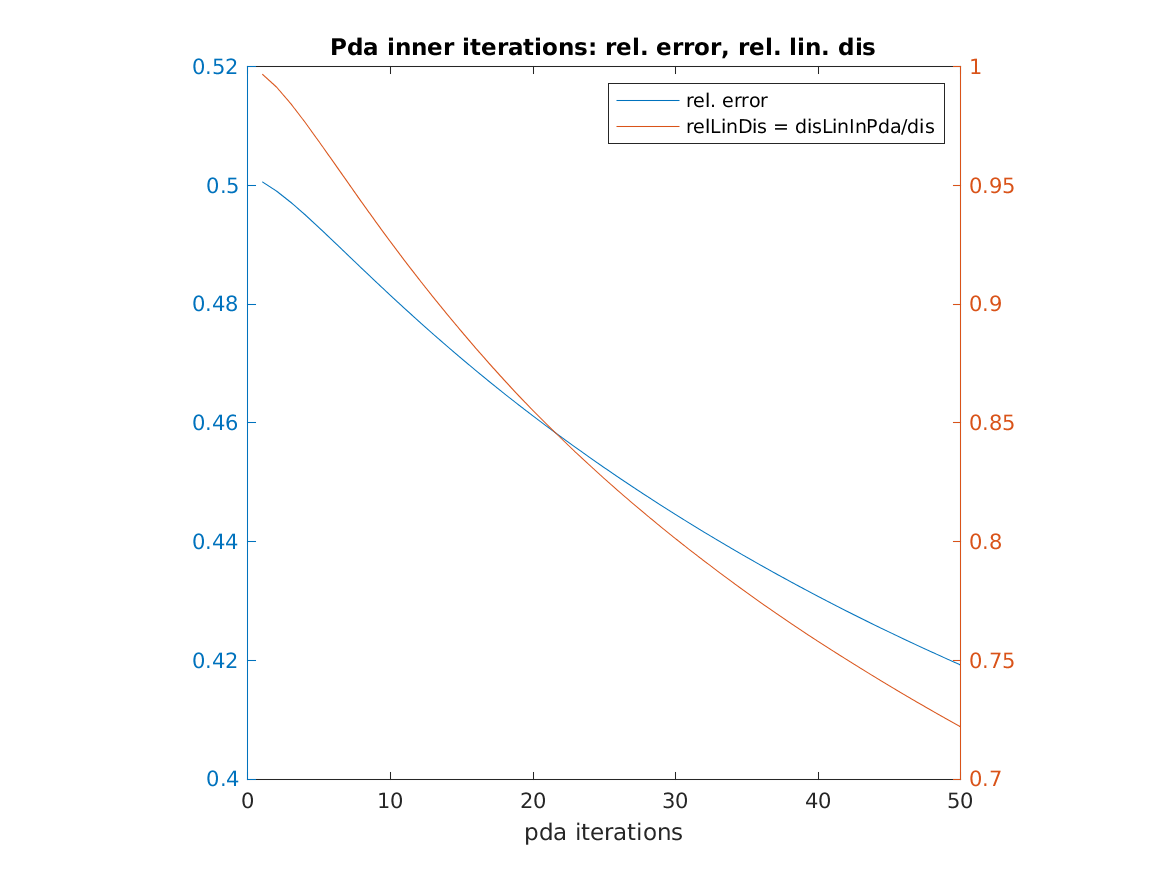 Pda inner iterations: rel. error, rel. lin. dis
0.52
0.5
0.48
0.46
0.44
0.42
0.4
1
0.95
0.9
0.85
0.8
0.75
0.7
rel. error
relLinDis = disLinInPda/dis
0 10 20 30 40 50
pda iterations